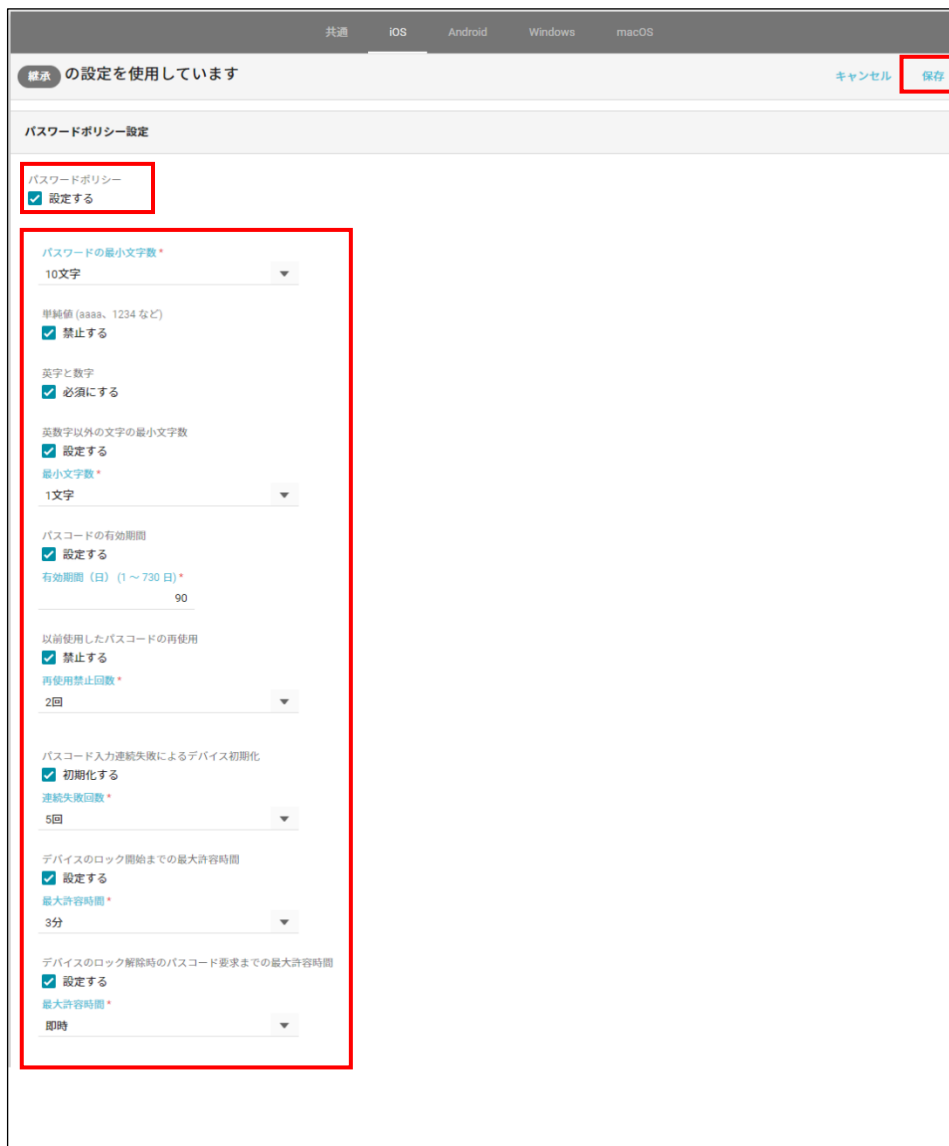 共通 iOS Android Windows macOS
継承 の設定を使用しています キャンセル 保存
パスワードポリシー設定
パスワードポリシー
設定する
パスワードの最小文字数 *
10文字
単純値 (aaaa、1234 など)
禁止する
英字と数字
必須にする
英数字以外の文字の最小文字数
設定する
最小文字数 *
1文字
パスコードの有効期間
設定する
有効期間（日） (1 ～ 730 日) *
90
以前使用したパスコードの再使用
禁止する
再使用禁止回数 *
2回
パスコード入力連続失敗によるデバイス初期化
初期化する
連続失敗回数 *
5回
デバイスのロック開始までの最大許容時間
設定する
最大許容時間 *
3分
デバイスのロック解除時のパスコード要求までの最大許容時間
設定する
最大許容時間 *
即時